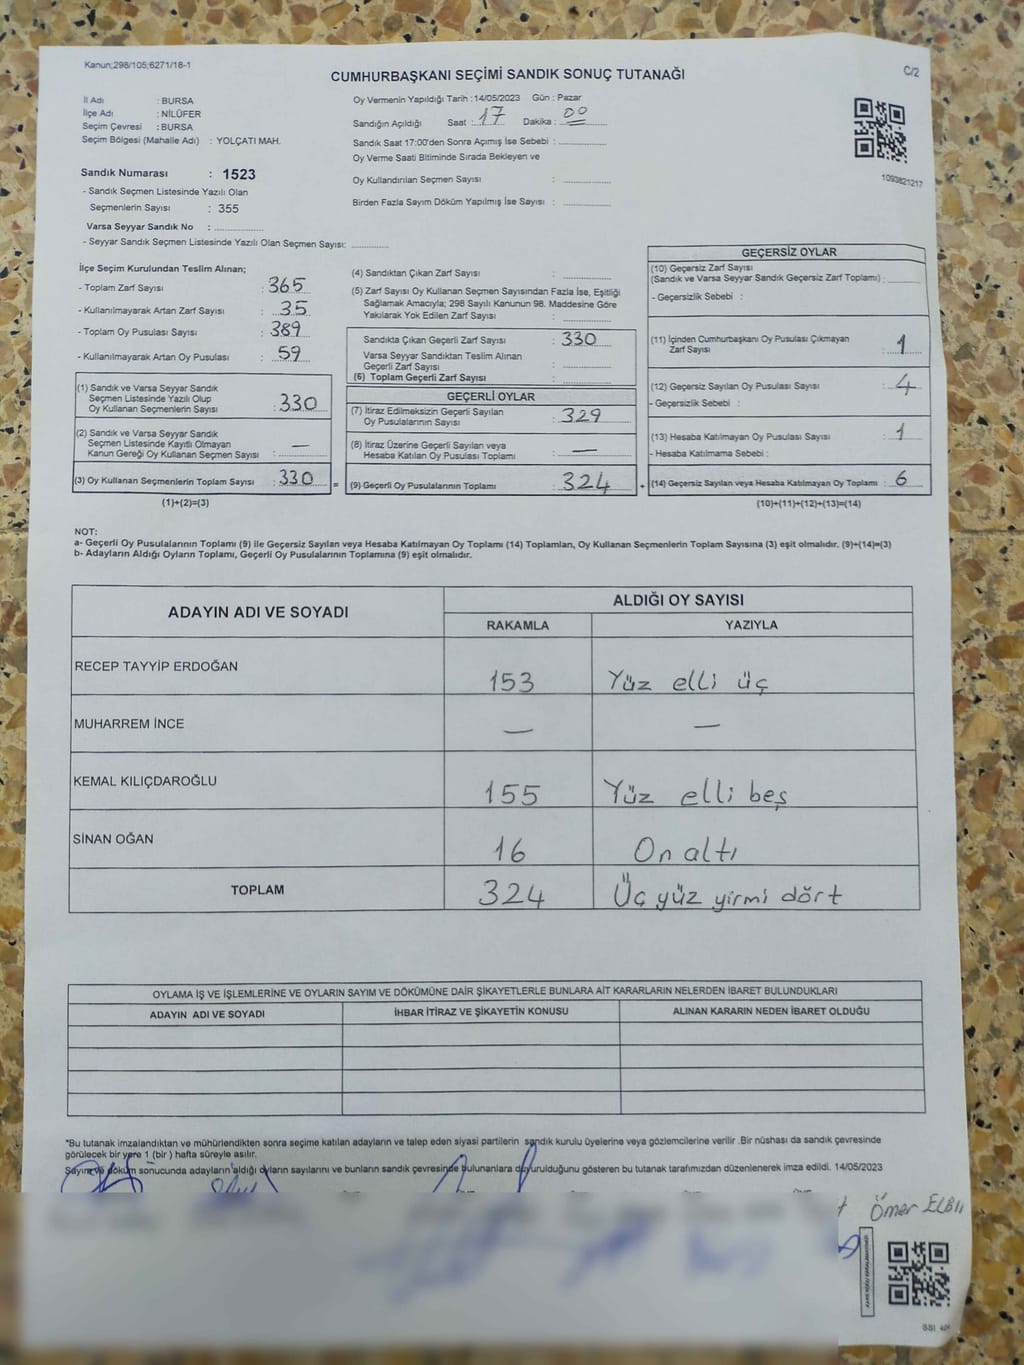 Kanun;298/105;6271/18-1
C/2
CUMHURBAŞKANI SEÇİMİ SANDIK SONUÇ TUTANAĞI
İl Adı : BURSA
İlçe Adı : NİLÜFER
Seçim Çevresi : BURSA
Seçim Bölgesi (Mahalle Adı) : YOLÇATI MAH.
Sandık Numarası : 1523
- Sandık Seçmen Listesinde Yazılı Olan
Seçmenlerin Sayısı : 355
Varsa Seyyar Sandık No :
- Seyyar Sandık Seçmen Listesinde Yazılı Olan Seçmen Sayısı:
Oy Vermenin Yapıldığı Tarih :14/05/2023 Gün : Pazar
Sandığın Açıldığı Saat : 17 Dakika : 00
Sandık Saat 17:00'den Sonra Açımış İse Sebebi :
Oy Verme Saati Bitiminde Sırada Bekleyen ve
Oy Kullandırılan Seçmen Sayısı :
Birden Fazla Sayım Döküm Yapılmış İse Sayısı :
1093821217
İlçe Seçim Kurulundan Teslim Alınan;
- Toplam Zarf Sayısı : 365
- Kullanılmayarak Artan Zarf Sayısı : 35
- Toplam Oy Pusulası Sayısı : 389
- Kullanılmayarak Artan Oy Pusulası : 59
(1) Sandık ve Varsa Seyyar Sandık
Seçmen Listesinde Yazılı Olup
Oy Kullanan Seçmenlerin Sayısı : 330
(2) Sandık ve Varsa Seyyar Sandık
Seçmen Listesinde Kayıtlı Olmayan
Kanun Gereği Oy Kullanan Seçmen Sayısı : —
(3) Oy Kullanan Seçmenlerin Toplam Sayısı : 330
(1)+(2)=(3)
(4) Sandıktan Çıkan Zarf Sayısı :
(5) Zarf Sayısı Oy Kullanan Seçmen Sayısından Fazla İse, Eşitliği
Sağlamak Amacıyla; 298 Sayılı Kanunun 98. Maddesine Göre
Yakılarak Yok Edilen Zarf Sayısı :
Sandıkta Çıkan Geçerli Zarf Sayısı : 330
Varsa Seyyar Sandıktan Teslim Alınan
Geçerli Zarf Sayısı :
(6) Toplam Geçerli Zarf Sayısı :
GEÇERLİ OYLAR
(7) İtiraz Edilmeksizin Geçerli Sayılan
Oy Pusulalarının Sayısı : 329
(8) İtiraz Üzerine Geçerli Sayılan veya
Hesaba Katılan Oy Pusulası Toplamı : —
= (9) Geçerli Oy Pusulalarının Toplamı : 324 +
GEÇERSİZ OYLAR
(10) Geçersiz Zarf Sayısı
(Sandık ve Varsa Seyyar Sandık Geçersiz Zarf Toplamı) :
- Geçersizlik Sebebi :
(11) İçinden Cumhurbaşkanı Oy Pusulası Çıkmayan
Zarf Sayısı : 1
(12) Geçersiz Sayılan Oy Pusulası Sayısı : 4
- Geçersizlik Sebebi :
(13) Hesaba Katılmayan Oy Pusulası Sayısı : 1
- Hesaba Katılmama Sebebi :
(14) Geçersiz Sayılan veya Hesaba Katılmayan Oy Toplamı : 6
(10)+(11)+(12)+(13)=(14)
NOT:
a- Geçerli Oy Pusulalarının Toplamı (9) ile Geçersiz Sayılan veya Hesaba Katılmayan Oy Toplamı (14) Toplamları, Oy Kullanan Seçmenlerin Toplam Sayısına (3) eşit olmalıdır. (9)+(14)=(3)
b- Adayların Aldığı Oyların Toplamı, Geçerli Oy Pusulalarının Toplamına (9) eşit olmalıdır.
ADAYIN ADI VE SOYADI
ALDIĞI OY SAYISI
RAKAMLA YAZIYLA
RECEP TAYYİP ERDOĞAN 153 Yüz elli üç
MUHARREM İNCE — —
KEMAL KILIÇDAROĞLU 155 Yüz elli beş
SİNAN OĞAN 16 On altı
TOPLAM 324 Üç yüz yirmi dört
OYLAMA İŞ VE İŞLEMLERİNE VE OYLARIN SAYIM VE DÖKÜMÜNE DAİR ŞİKAYETLERLE BUNLARA AİT KARARLARIN NELERDEN İBARET BULUNDUKLARI
ADAYIN ADI VE SOYADI İHBAR İTİRAZ VE ŞİKAYETİN KONUSU ALINAN KARARIN NEDEN İBARET OLDUĞU
*Bu tutanak imzalandıktan ve mühürlendikten sonra seçime katılan adayların ve talep eden siyasi partilerin sandık kurulu üyelerine veya gözlemcilerine verilir .Bir nüshası da sandık çevresinde
görülecek bir yere 1 (bir ) hafta süreyle asılır.
Sayım ve döküm sonucunda adayların aldığı oyların sayılarını ve bunların sandık çevresinde bulunanlara duyurulduğunu gösteren bu tutanak tarafımızdan düzenlenerek imza edildi. 14/05/2023
Ömer